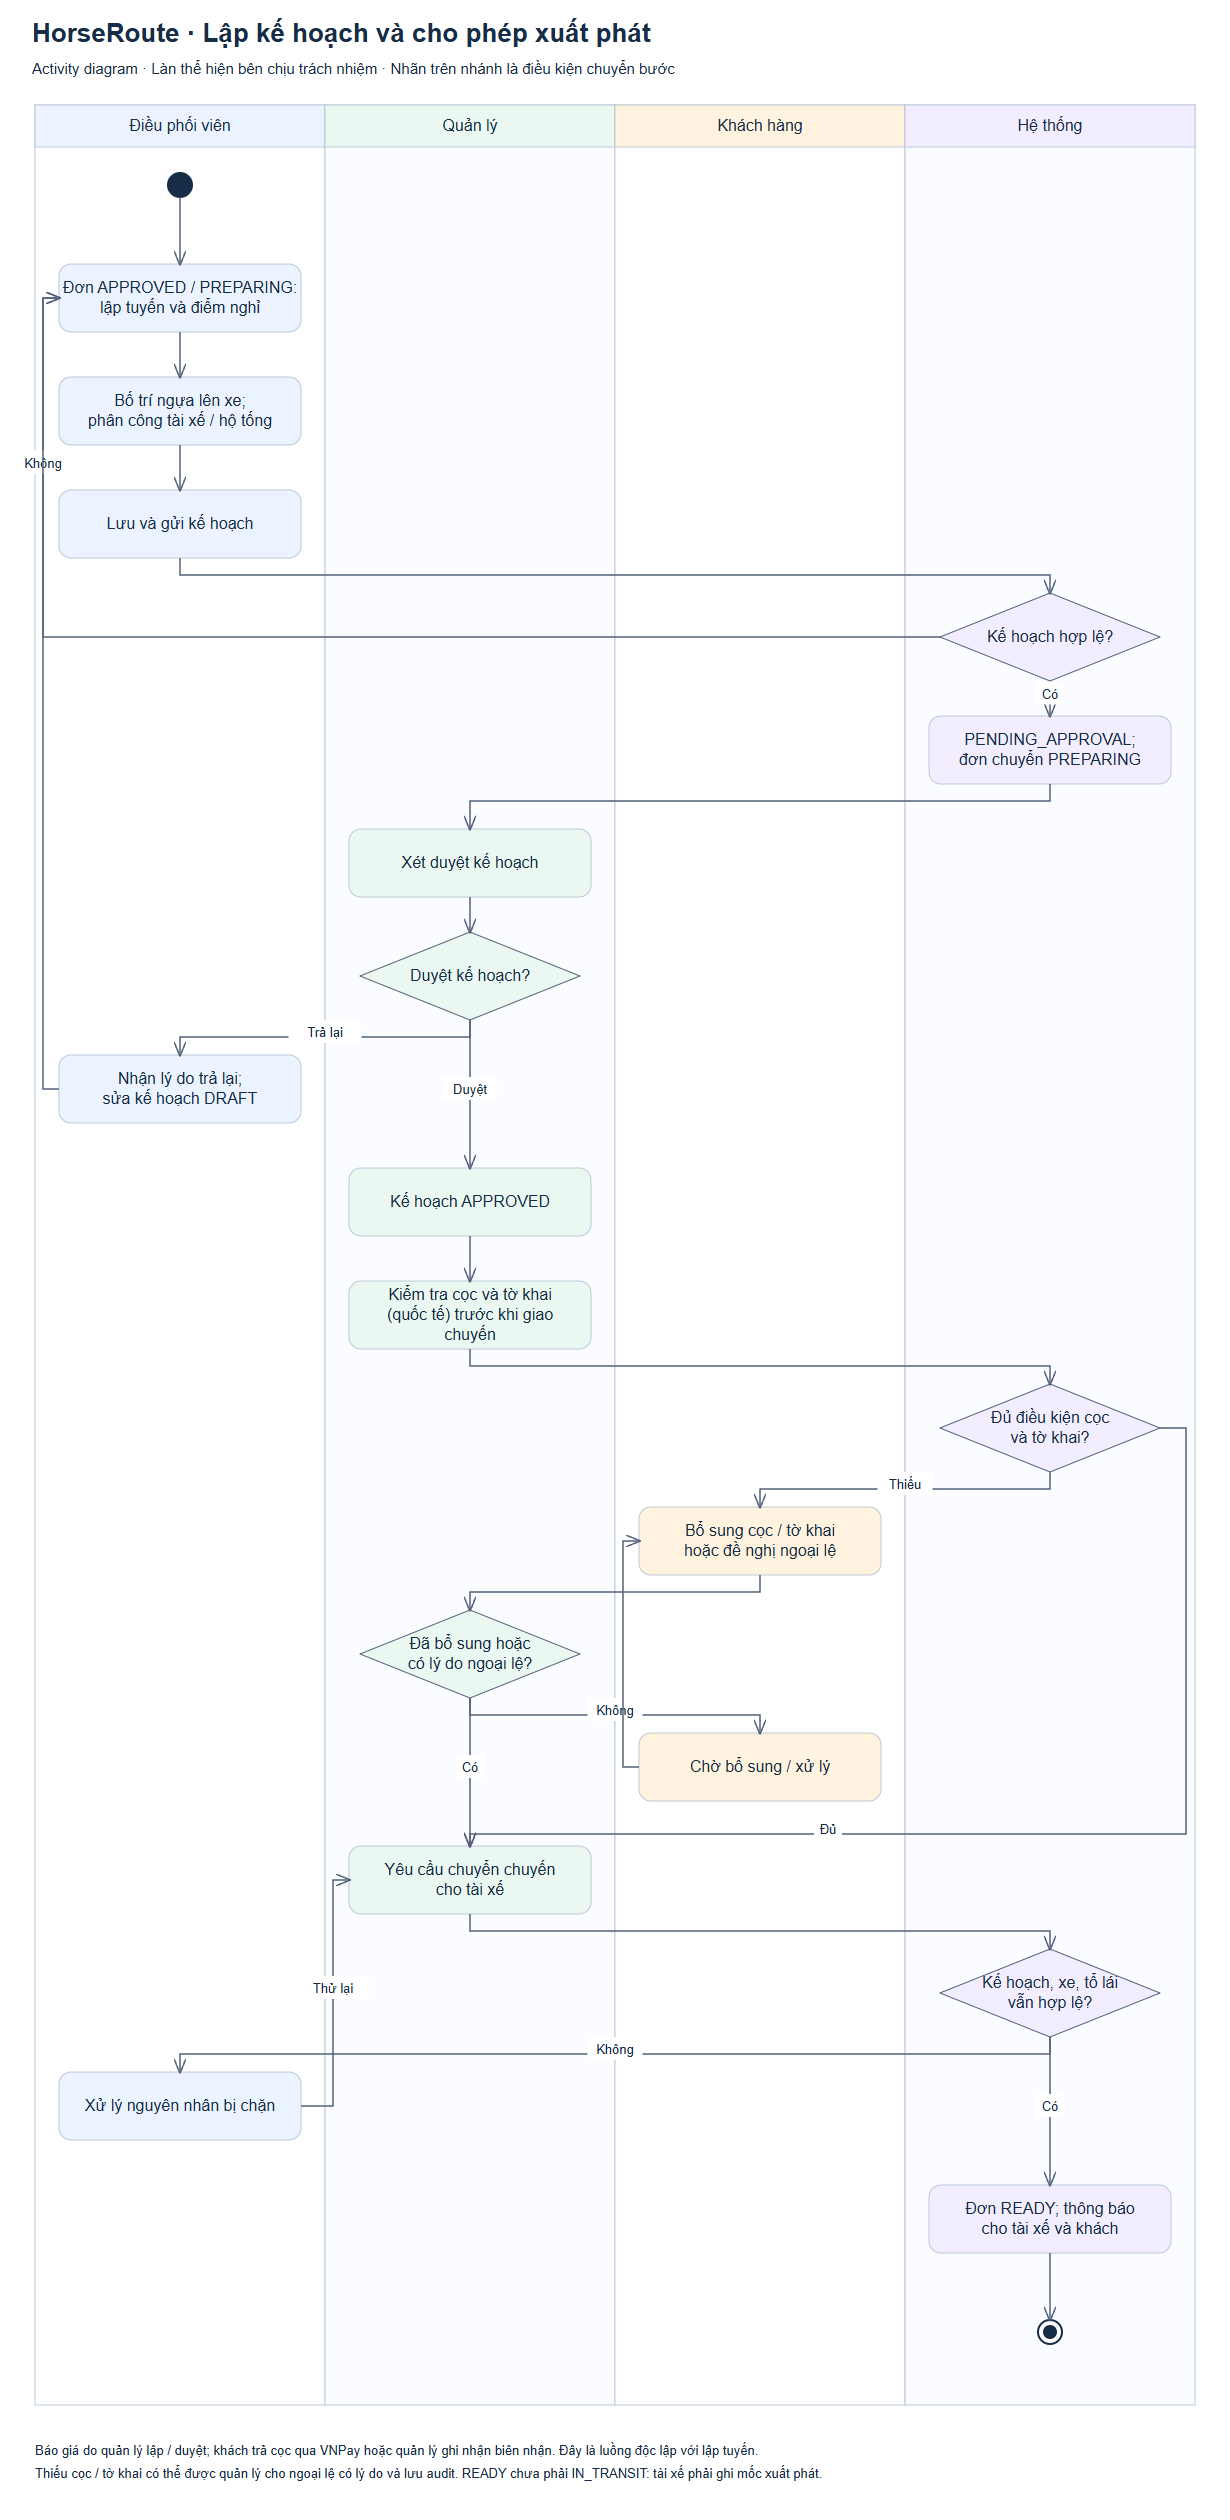 HorseRoute · Lập kế hoạch và cho phép xuất phát
Activity diagram · Làn thể hiện bên chịu trách nhiệm · Nhãn trên nhánh là điều kiện chuyển bước
Điều phối viên
Quản lý
Khách hàng
Hệ thống
Đơn APPROVED / PREPARING:
lập tuyến và điểm nghỉ
Bố trí ngựa lên xe;
phân công tài xế / hộ tống
Không
Lưu và gửi kế hoạch
Kế hoạch hợp lệ?
Có
PENDING_APPROVAL;
đơn chuyển PREPARING
Xét duyệt kế hoạch
Duyệt kế hoạch?
Trả lại
Nhận lý do trả lại;
sửa kế hoạch DRAFT
Duyệt
Kế hoạch APPROVED
Kiểm tra cọc và tờ khai
(quốc tế) trước khi giao
chuyến
Đủ điều kiện cọc
và tờ khai?
Thiếu
Bổ sung cọc / tờ khai
hoặc đề nghị ngoại lệ
Đã bổ sung hoặc
có lý do ngoại lệ?
Không
Có
Chờ bổ sung / xử lý
Đủ
Yêu cầu chuyển chuyến
cho tài xế
Thử lại
Kế hoạch, xe, tổ lái
vẫn hợp lệ?
Không
Xử lý nguyên nhân bị chặn
Có
Đơn READY; thông báo
cho tài xế và khách
Báo giá do quản lý lập / duyệt; khách trả cọc qua VNPay hoặc quản lý ghi nhận biên nhận. Đây là luồng độc lập với lập tuyến.
Thiếu cọc / tờ khai có thể được quản lý cho ngoại lệ có lý do và lưu audit. READY chưa phải IN_TRANSIT: tài xế phải ghi mốc xuất phát.